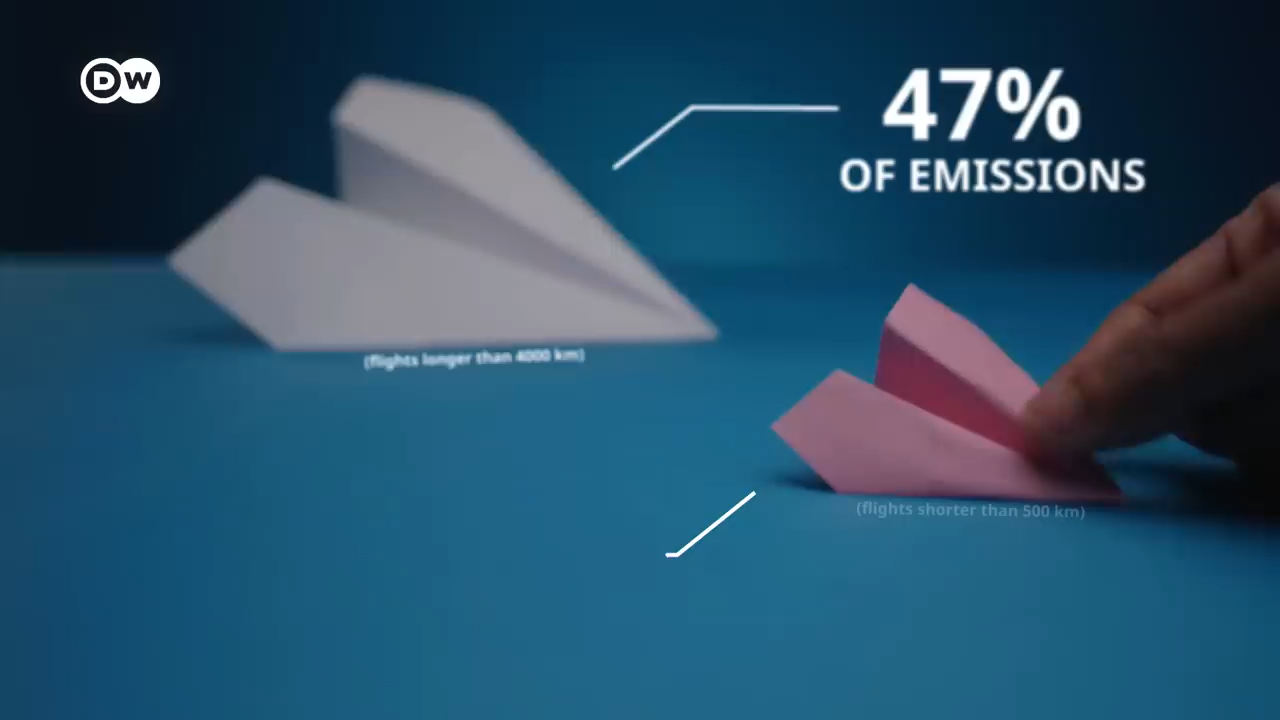 DW
47%
OF EMISSIONS
(flights longer than 4000 km)
(flights shorter than 500 km)